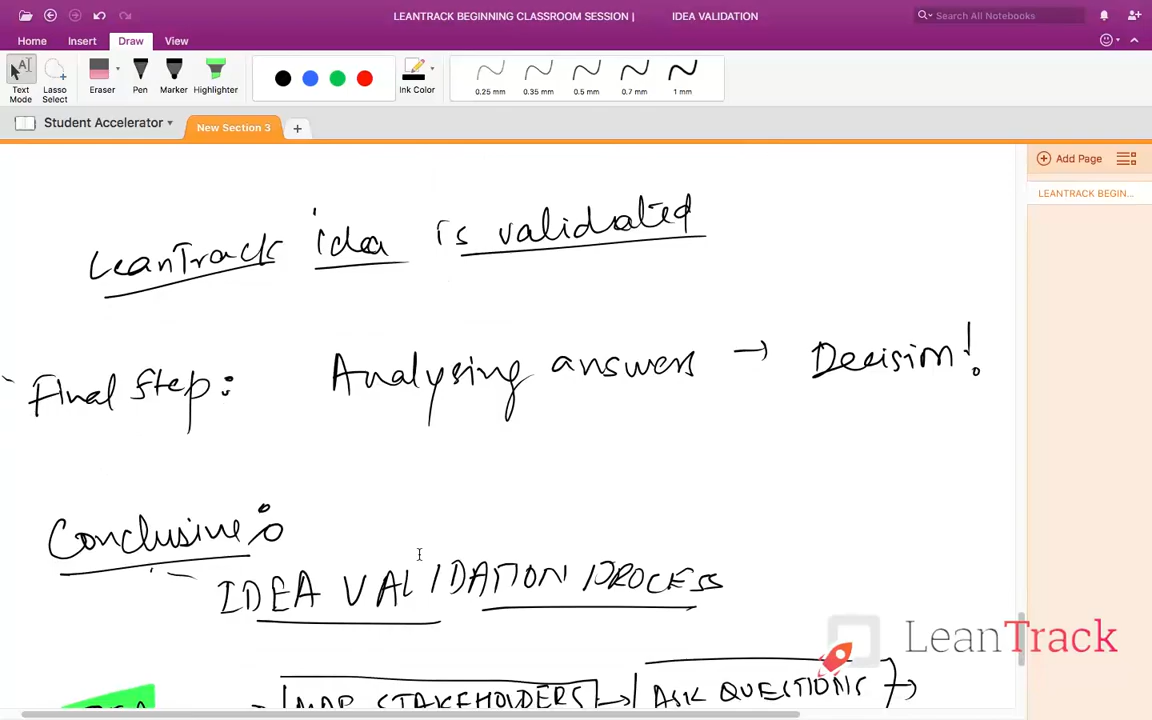 LEANTRACK BEGINNING CLASSROOM SESSION | IDEA VALIDATION
Search All Notebooks
Home Insert Draw View
Text Mode
Lasso Select
Eraser
Pen
Marker
Highlighter
Ink Color
0.25 mm 0.35 mm 0.5 mm 0.7 mm 1 mm
Student Accelerator
New Section 3
+
Add Page
LEANTRACK BEGIN...
LeanTrack idea is validated
Final Step: Analysing answers → Decision!
Conclusive:
IDEA VALIDATION PROCESS
LeanTrack
MAP STAKEHOLDERS → ASK QUESTIONS →